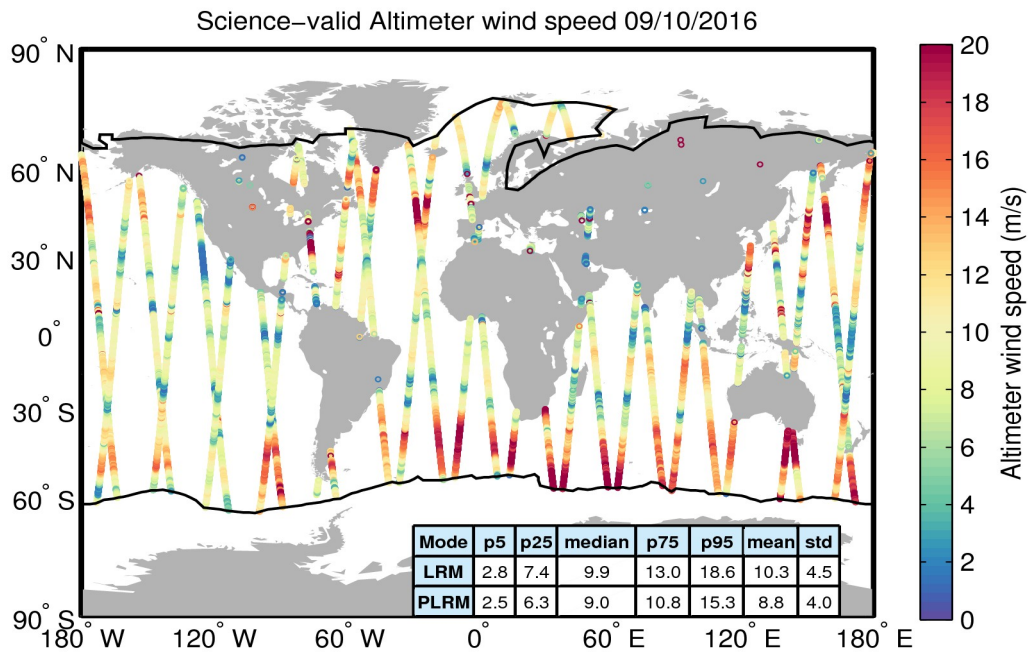 Science−valid Altimeter wind speed 09/10/2016
90° N
60° N
30° N
0°
30° S
60° S
90° S
180° W
120° W
60° W
0°
60° E
120° E
180° E
20
18
16
14
12
10
8
6
4
2
0
Altimeter wind speed (m/s)
Mode p5 p25 median p75 p95 mean std
LRM 2.8 7.4 9.9 13.0 18.6 10.3 4.5
PLRM 2.5 6.3 9.0 10.8 15.3 8.8 4.0